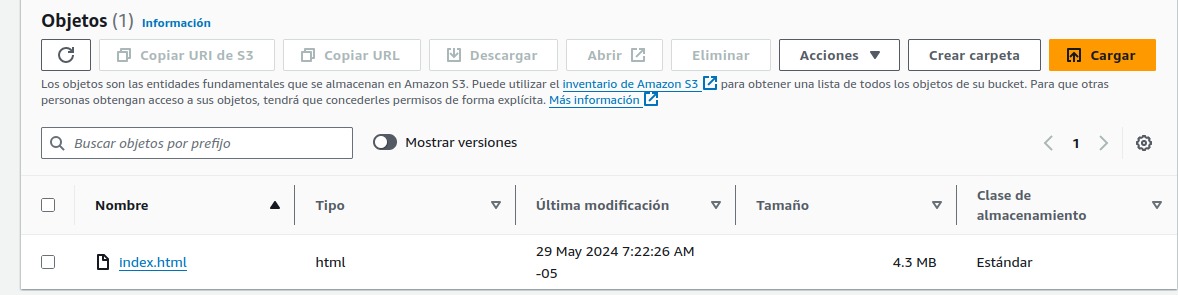 Objetos (1) Información
Copiar URI de S3 Copiar URL Descargar Abrir Eliminar Acciones Crear carpeta Cargar
Los objetos son las entidades fundamentales que se almacenan en Amazon S3. Puede utilizar el inventario de Amazon S3 para obtener una lista de todos los objetos de su bucket. Para que otras
personas obtengan acceso a sus objetos, tendrá que concederles permisos de forma explícita. Más información
Buscar objetos por prefijo Mostrar versiones 1
Nombre Tipo Última modificación Tamaño Clase de
almacenamiento
index.html html 29 May 2024 7:22:26 AM 4.3 MB Estándar
-05